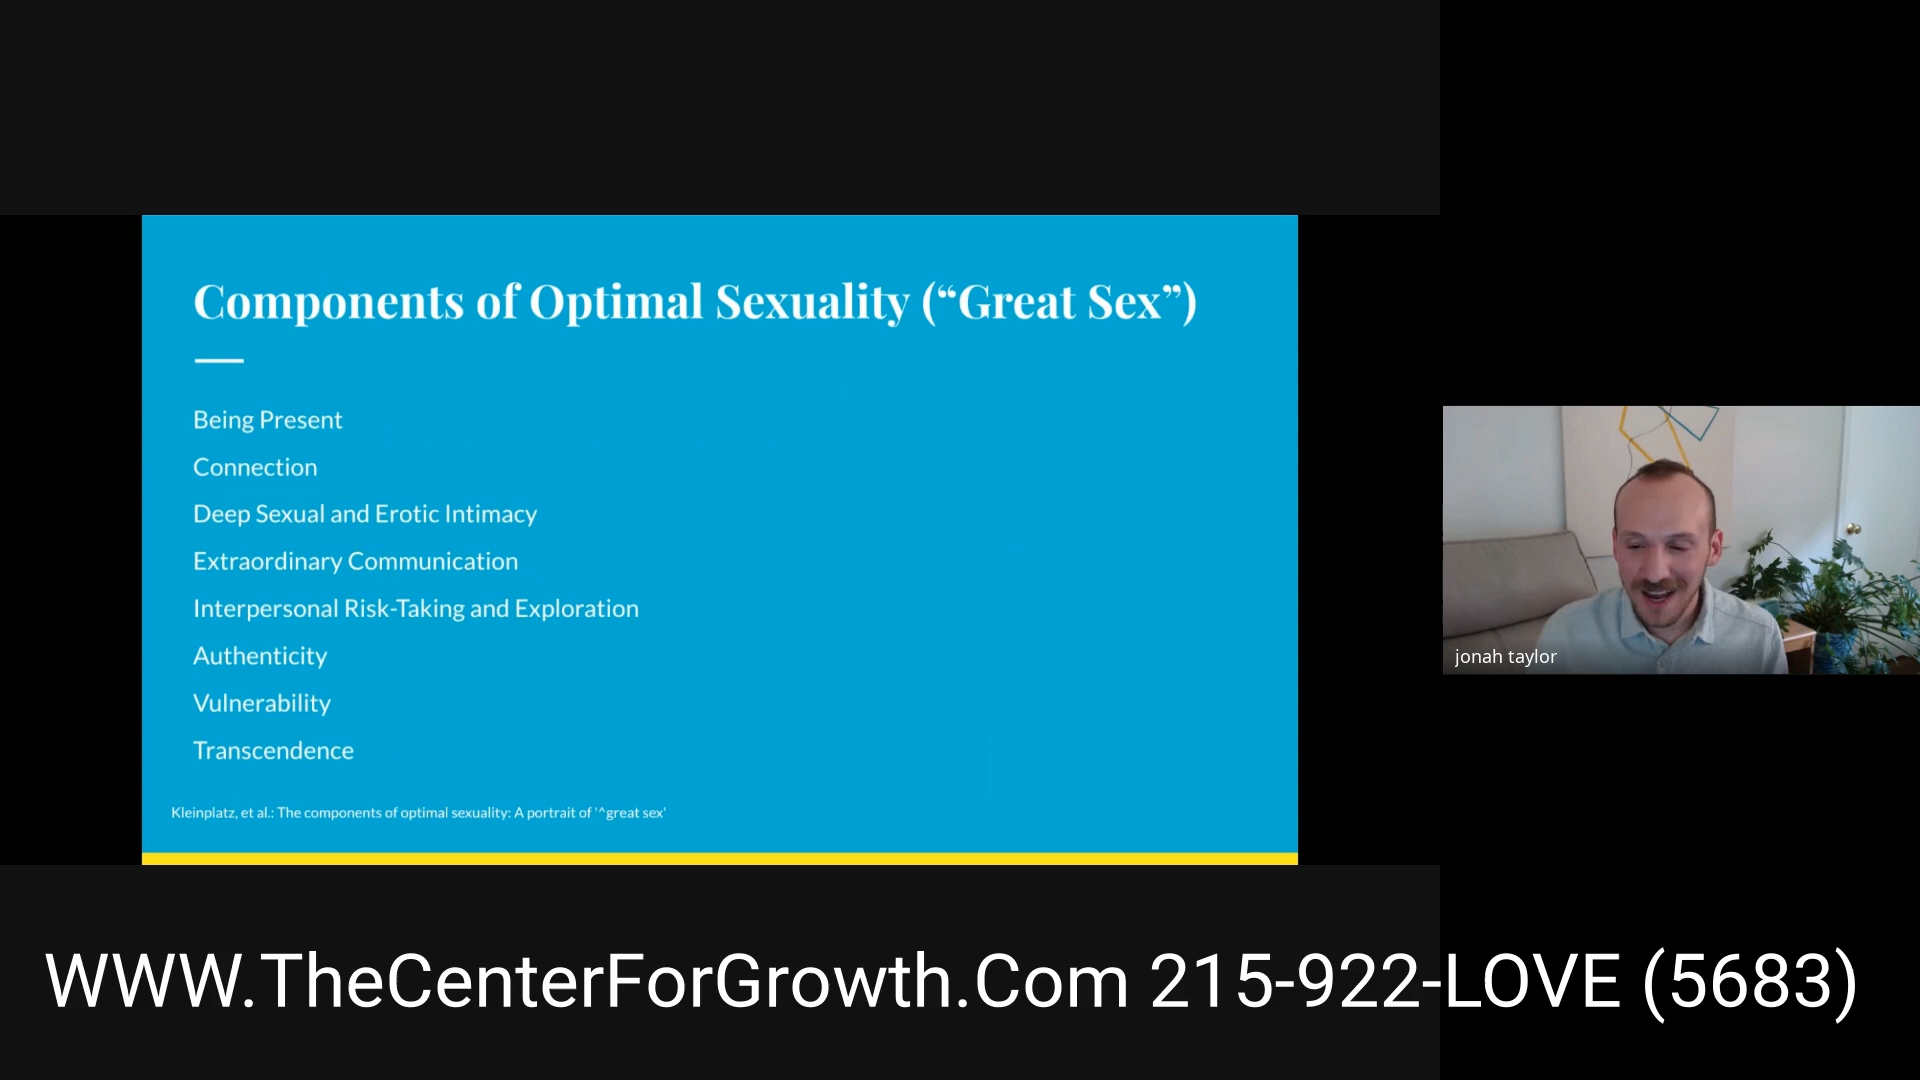 Components of Optimal Sexuality (“Great Sex”)
Being Present
Connection
Deep Sexual and Erotic Intimacy
Extraordinary Communication
Interpersonal Risk-Taking and Exploration
Authenticity
Vulnerability
Transcendence
Kleinplatz, et al.: The components of optimal sexuality: A portrait of '^great sex'
jonah taylor
WWW.TheCenterForGrowth.Com 215-922-LOVE (5683)